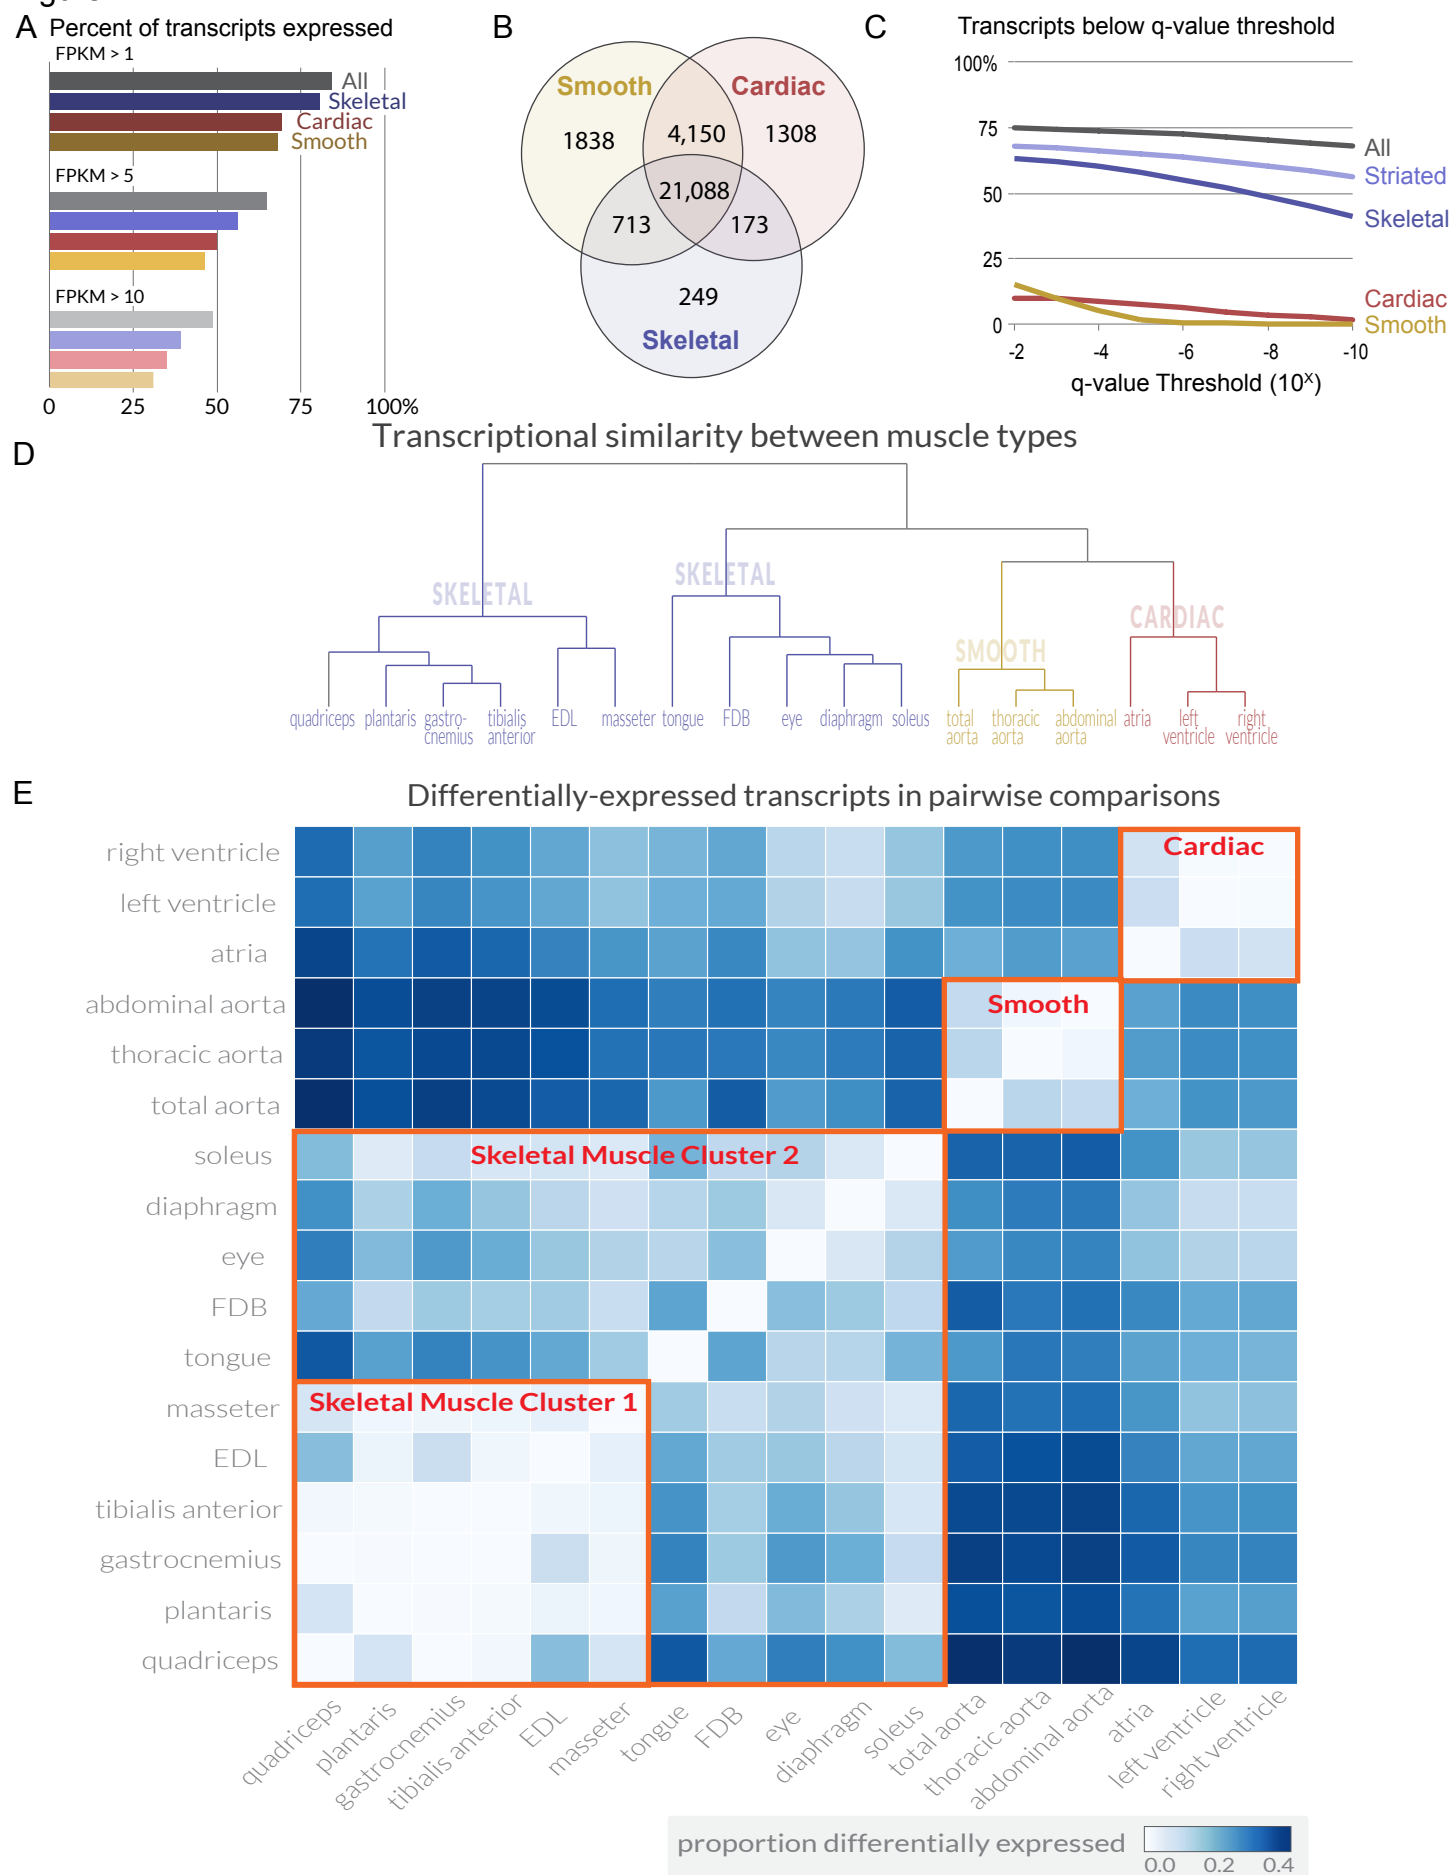 A Percent of transcripts expressed
FPKM > 1
All
Skeletal
Cardiac
Smooth
FPKM > 5
FPKM > 10
0 25 50 75 100%
B
Smooth
Cardiac
1838
4,150
1308
21,088
713
173
249
Skeletal
C
Transcripts below q-value threshold
100%
75
50
25
0
All
Striated
Skeletal
Cardiac
Smooth
-2 -4 -6 -8 -10
q-value Threshold (10^X)
D
Transcriptional similarity between muscle types
SKELETAL
SKELETAL
SMOOTH
CARDIAC
quadriceps
plantaris
gastro-
cnemius
tibialis
anterior
EDL
masseter
tongue
FDB
eye
diaphragm
soleus
total
aorta
thoracic
aorta
abdominal
aorta
atria
left
ventricle
right
ventricle
E
Differentially-expressed transcripts in pairwise comparisons
right ventricle
left ventricle
atria
abdominal aorta
thoracic aorta
total aorta
soleus
diaphragm
eye
FDB
tongue
masseter
EDL
tibialis anterior
gastrocnemius
plantaris
quadriceps
Cardiac
Smooth
Skeletal Muscle Cluster 2
Skeletal Muscle Cluster 1
quadriceps
plantaris
gastrocnemius
tibialis anterior
EDL
masseter
tongue
FDB
eye
diaphragm
soleus
total aorta
thoracic aorta
abdominal aorta
atria
left ventricle
right ventricle
proportion differentially expressed
0.0 0.2 0.4